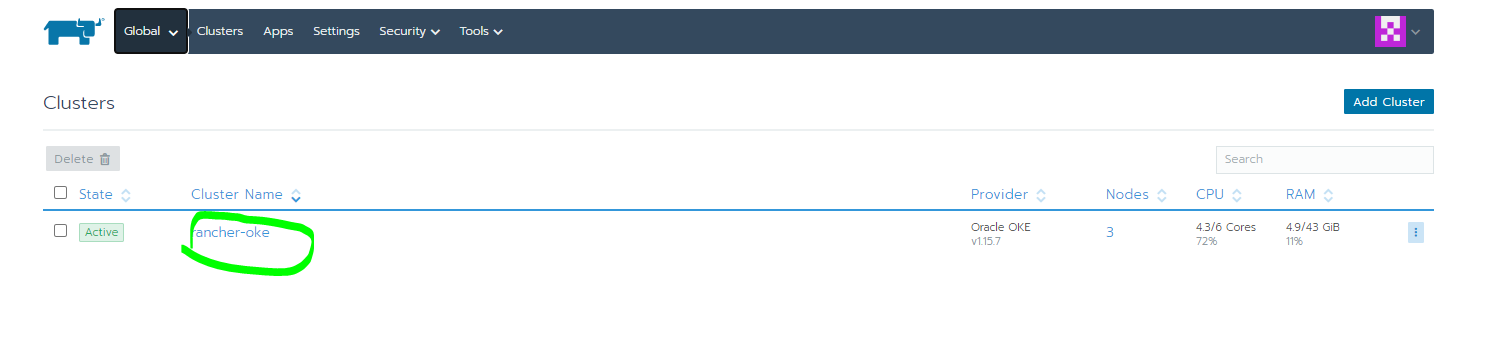 Global Clusters Apps Settings Security Tools
Clusters
Add Cluster
Delete
Search
State Cluster Name Provider Nodes CPU RAM
Active rancher-oke Oracle OKE 3 4.3/6 Cores 4.9/43 GiB
v1.15.7 72% 11%